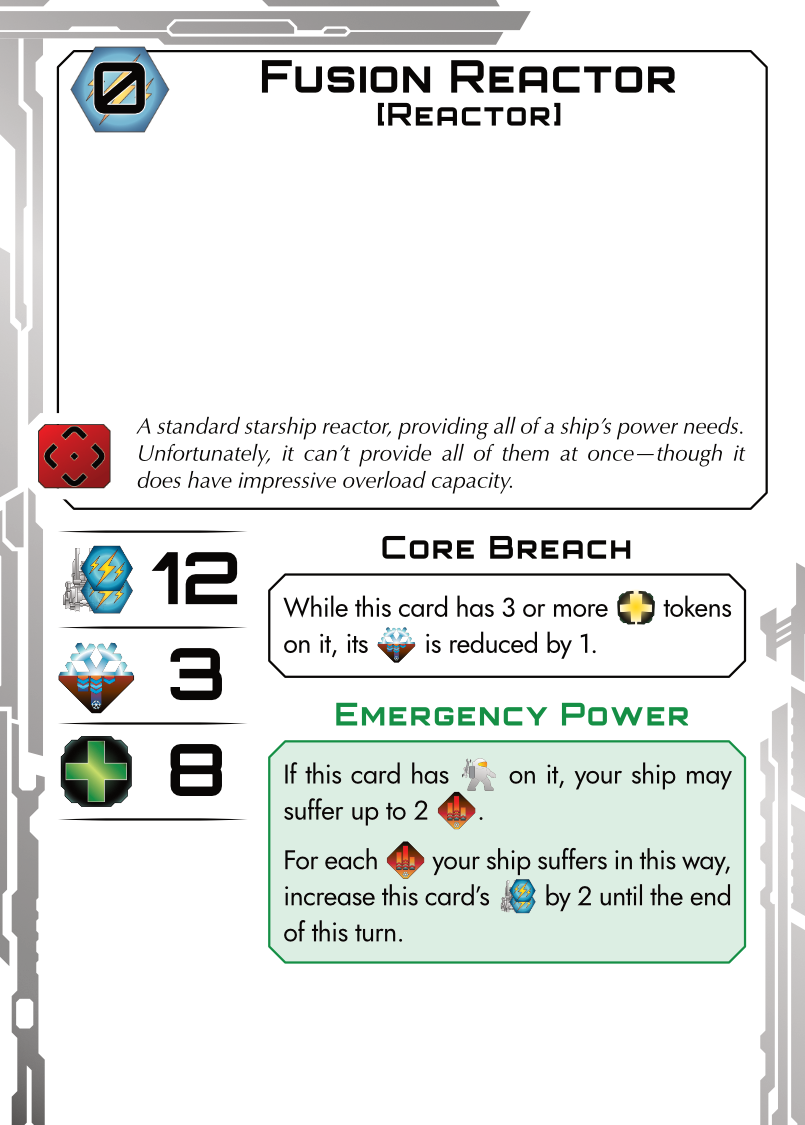 0
FUSION REACTOR
[REACTOR]
A standard starship reactor, providing all of a ship’s power needs.
Unfortunately, it can’t provide all of them at once—though it
does have impressive overload capacity.
12
3
8
CORE BREACH
While this card has 3 or more tokens
on it, its is reduced by 1.
EMERGENCY POWER
If this card has on it, your ship may
suffer up to 2 .
For each your ship suffers in this way,
increase this card’s by 2 until the end
of this turn.